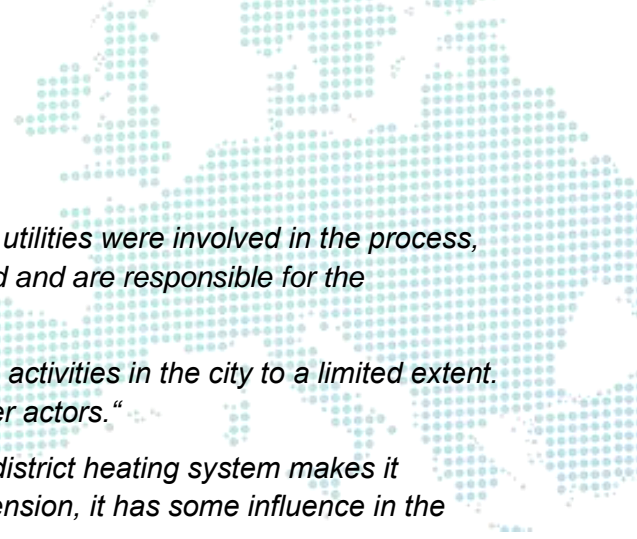 utilities were involved in the process,
d and are responsible for the
activities in the city to a limited extent.
er actors.“
district heating system makes it
ension, it has some influence in the